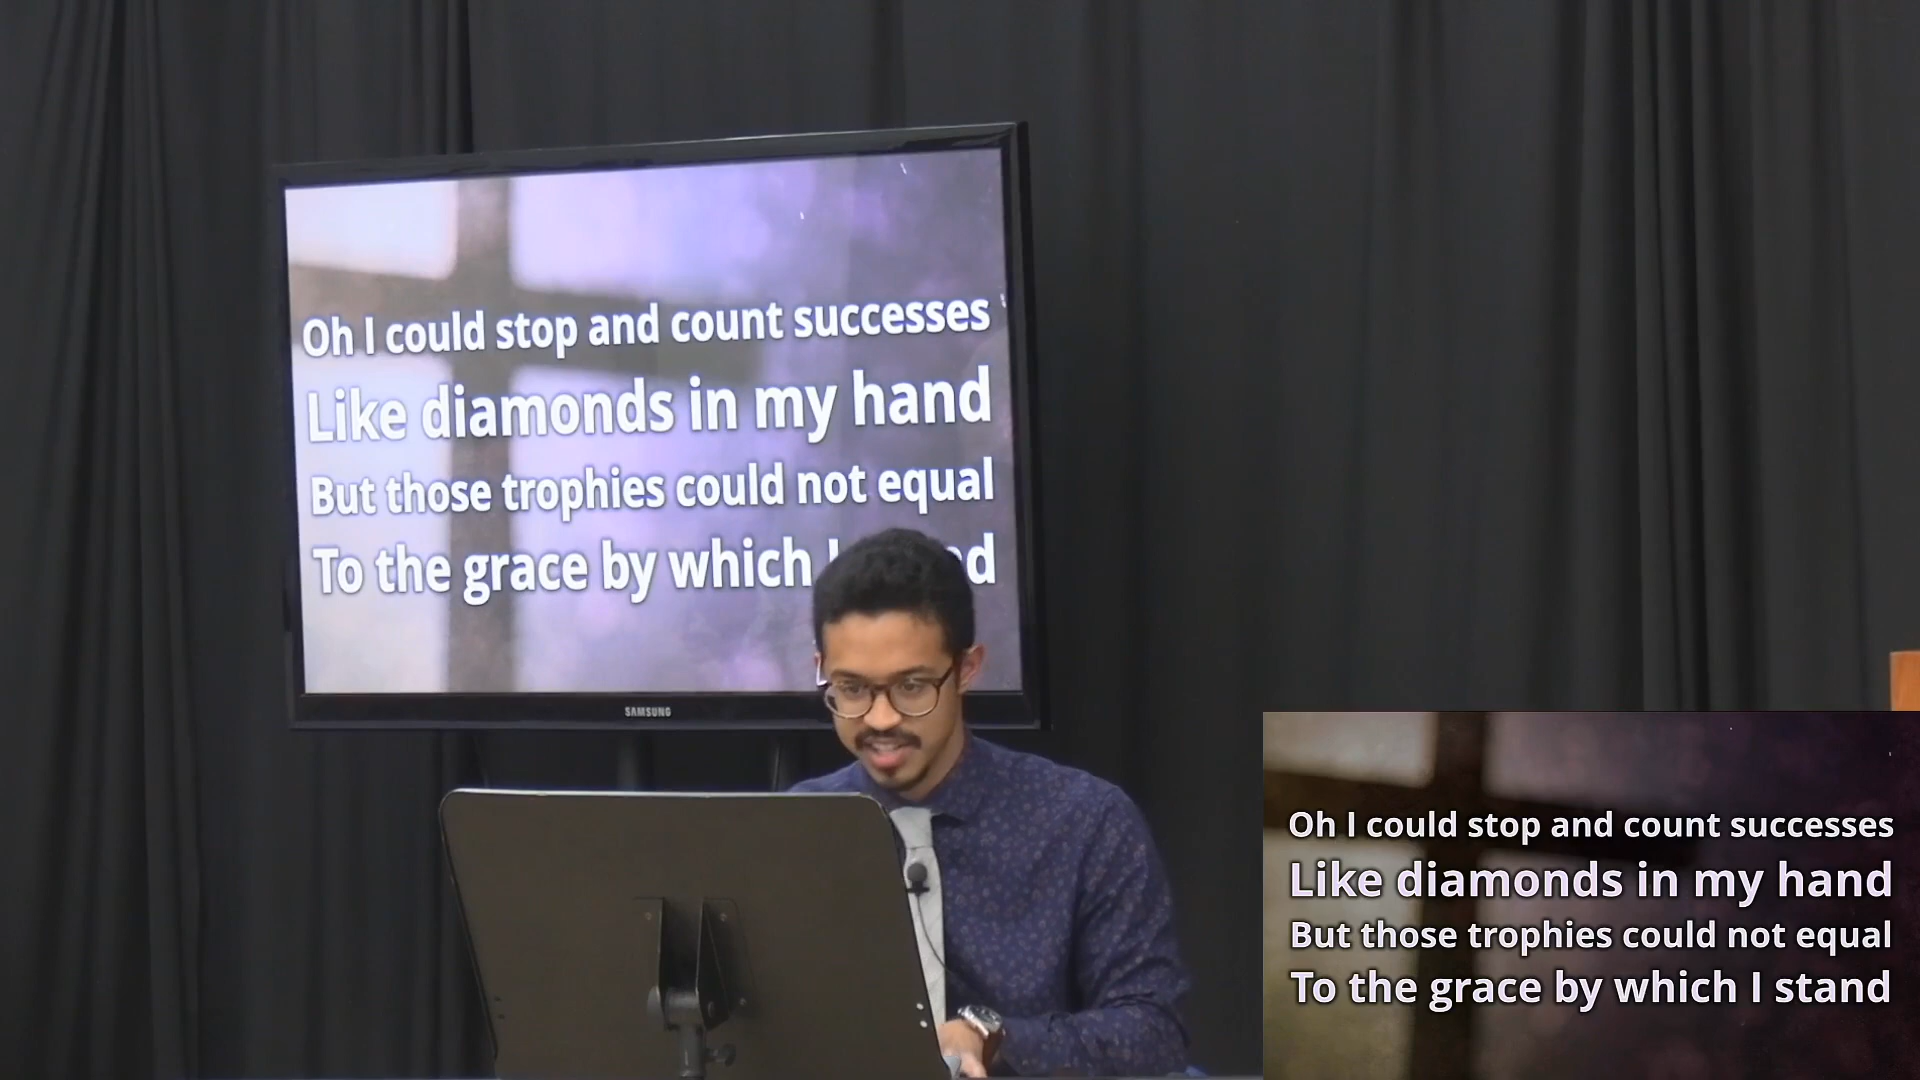 Oh I could stop and count successes
Like diamonds in my hand
But those trophies could not equal
To the grace by which I
SAMSUNG
Oh I could stop and count successes
Like diamonds in my hand
But those trophies could not equal
To the grace by which I stand